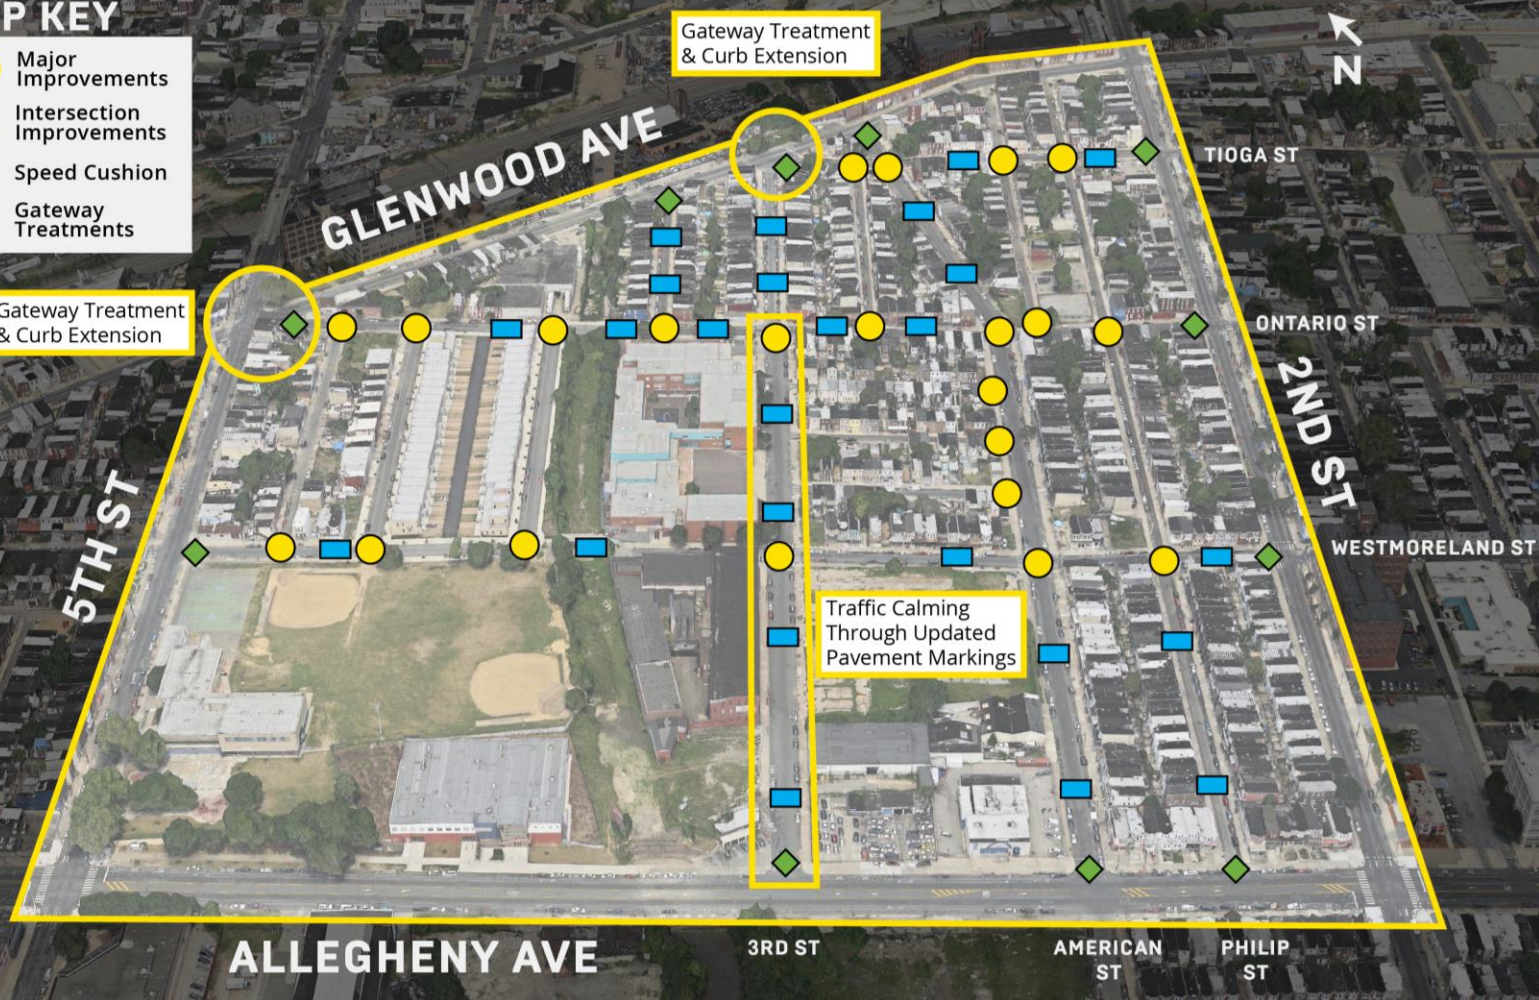 P KEY
Major
Improvements
Intersection
Improvements
Speed Cushion
Gateway
Treatments
Gateway Treatment
& Curb Extension
N
GLENWOOD AVE
TIOGA ST
Gateway Treatment
& Curb Extension
ONTARIO ST
2ND ST
5TH ST
WESTMORELAND ST
Traffic Calming
Through Updated
Pavement Markings
ALLEGHENY AVE
3RD ST
AMERICAN
ST
PHILIP
ST